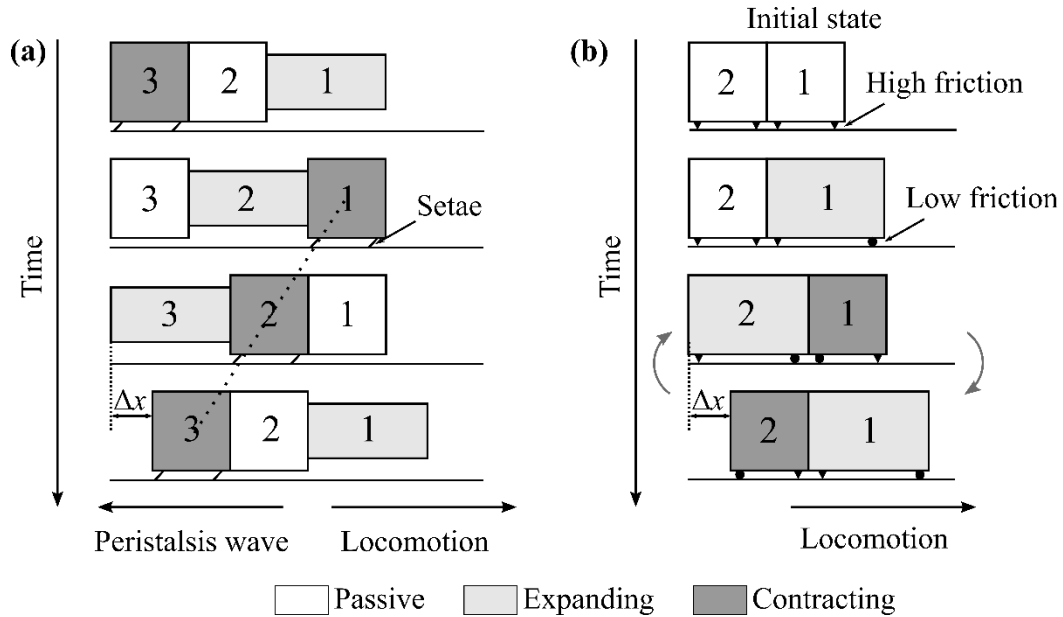 (a)
Time
3 2 1
3 2 1
Setae
3 2 1
Δx
3 2 1
Peristalsis wave
Locomotion
(b)
Time
Initial state
2 1
High friction
2 1
Low friction
2 1
Δx
2 1
Locomotion
Passive
Expanding
Contracting